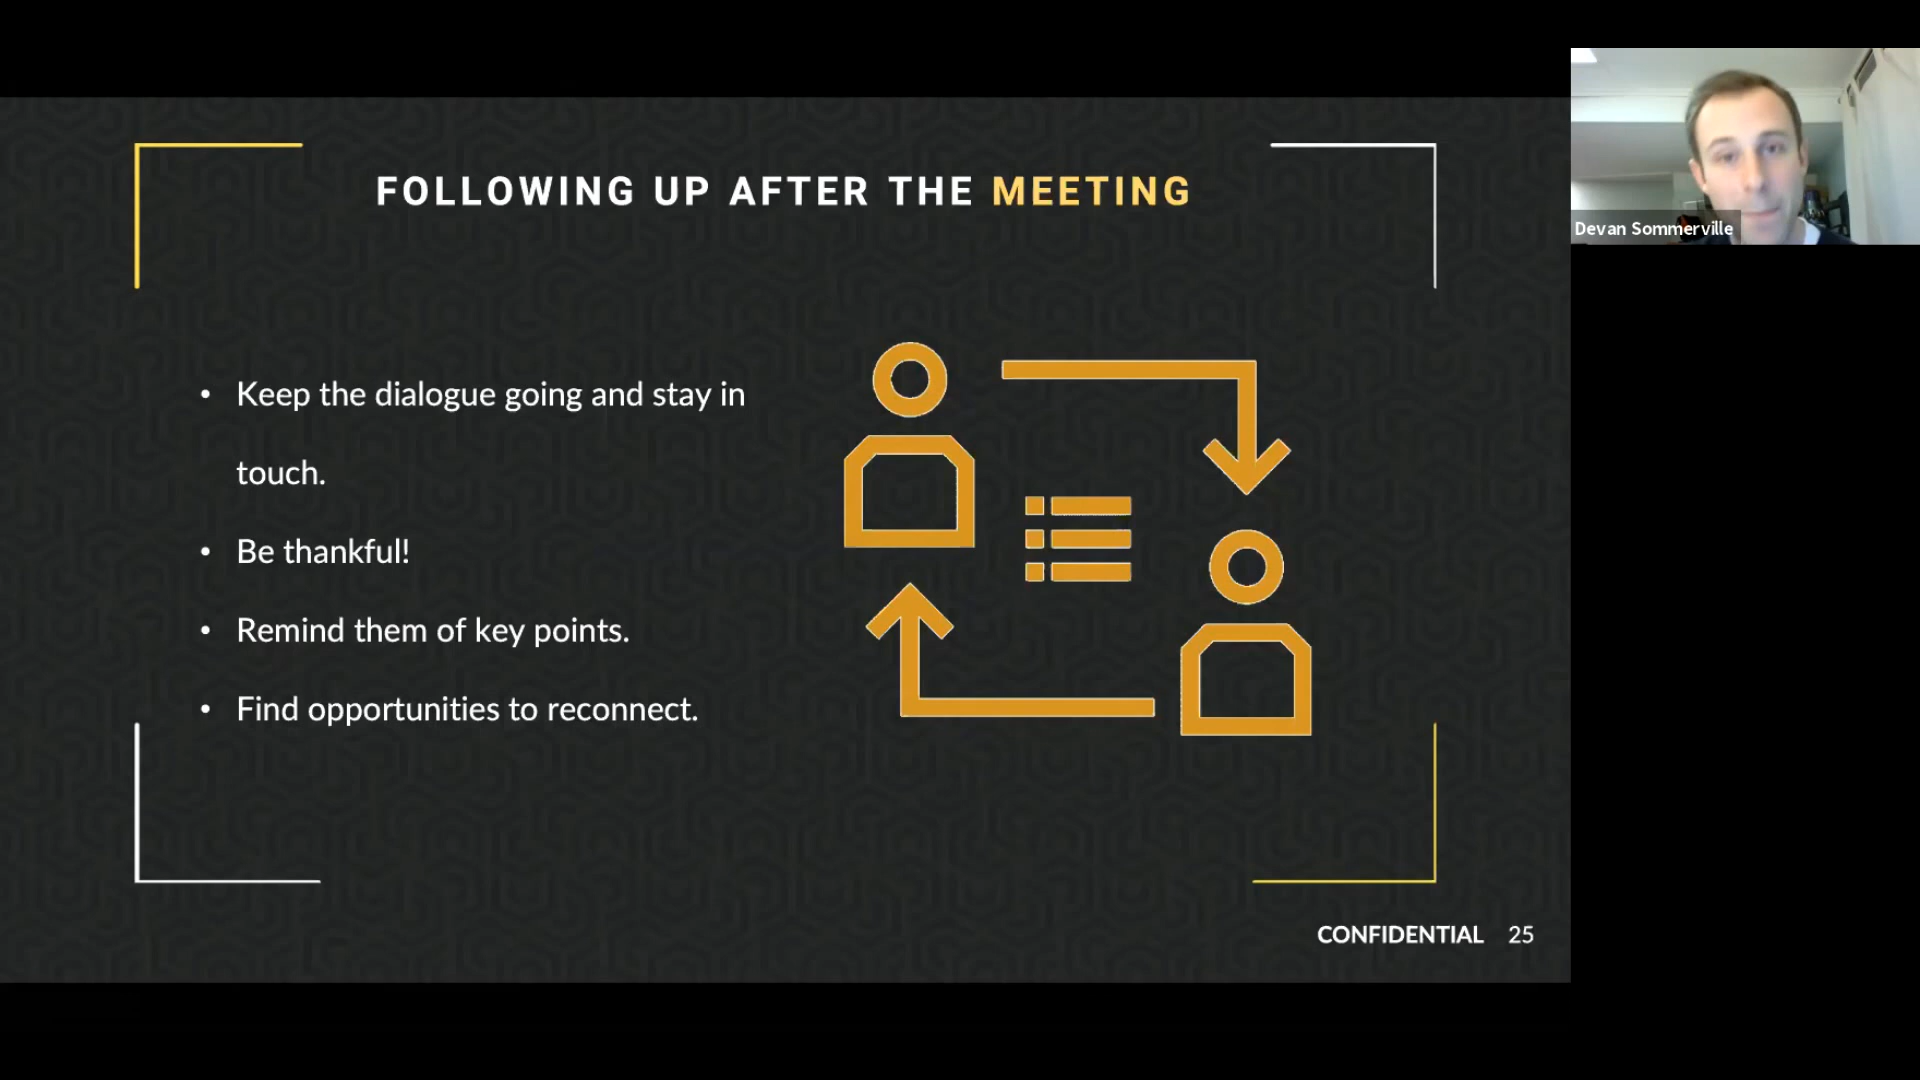 FOLLOWING UP AFTER THE MEETING
Devan Sommerville
• Keep the dialogue going and stay in
touch.
• Be thankful!
• Remind them of key points.
• Find opportunities to reconnect.
CONFIDENTIAL 25